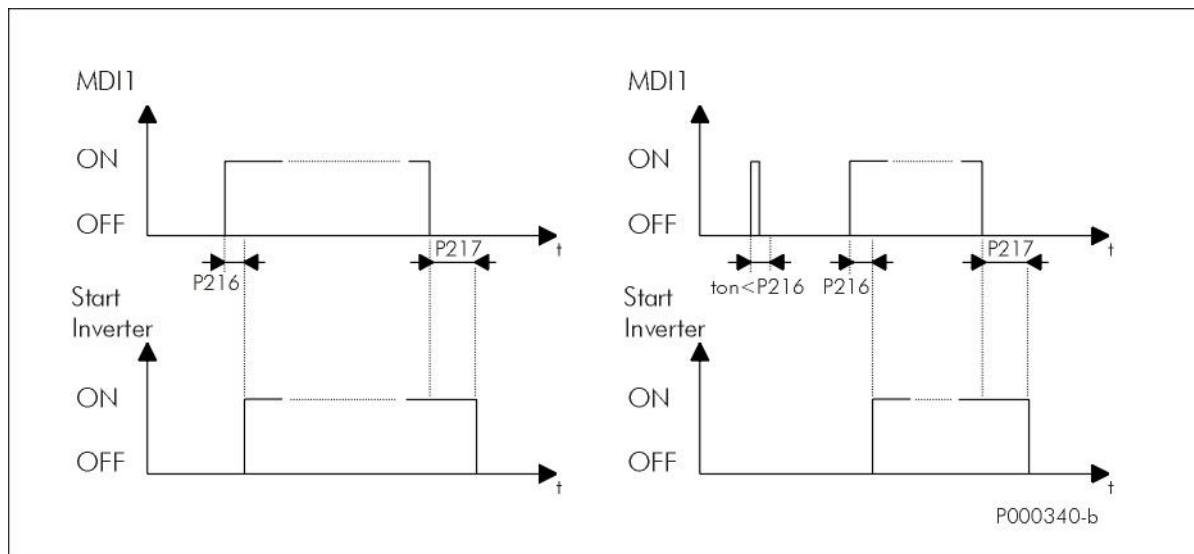 MDI1
ON
OFF
t
P216
P217
Start
Inverter
ON
OFF
t
MDI1
ON
OFF
t
ton<P216
P216
P217
Start
Inverter
ON
OFF
t
P000340-b